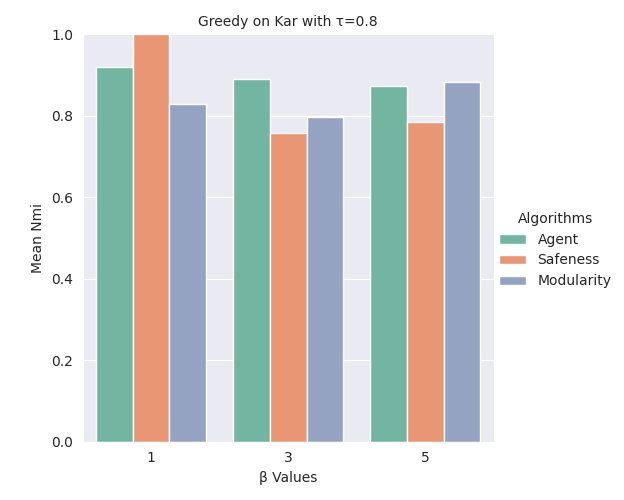 Greedy on Kar with τ=0.8
1.0
0.8
0.6
0.4
0.2
0.0
Mean Nmi
1 3 5
β Values
Algorithms
Agent
Safeness
Modularity